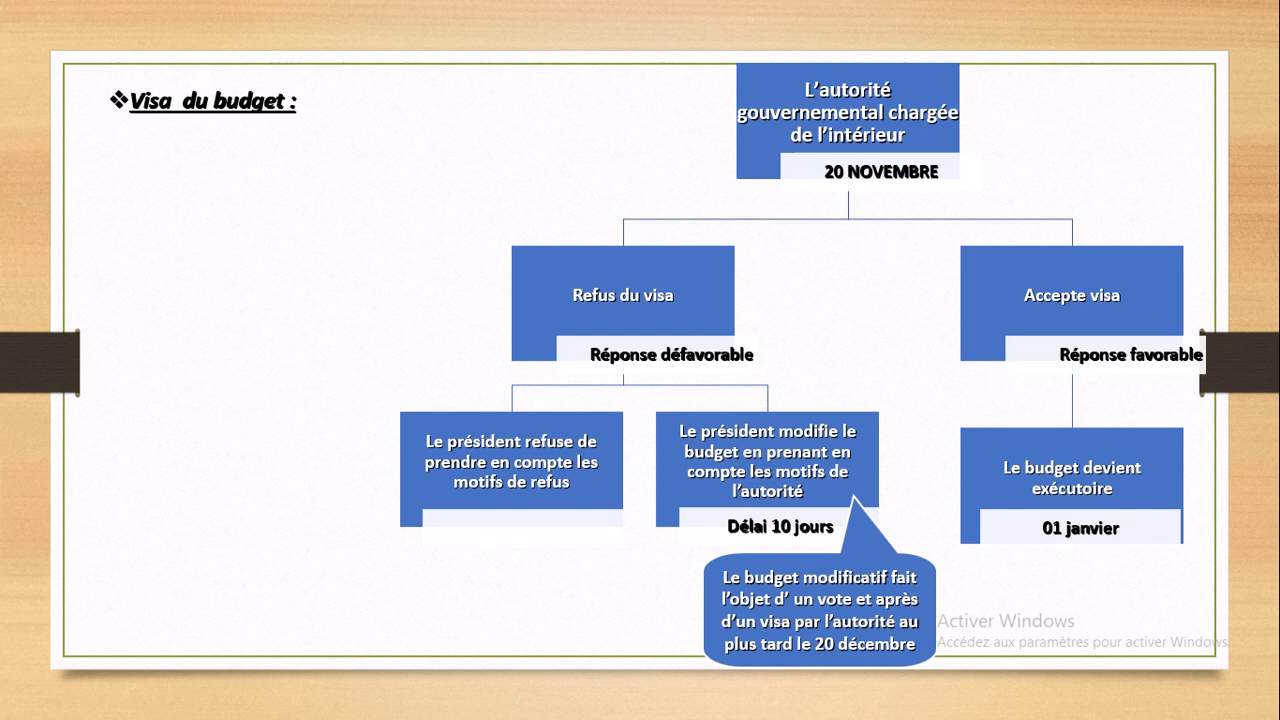 ❖Visa du budget :
L’autorité
gouvernemental chargée
de l’intérieur
20 NOVEMBRE
Refus du visa
Réponse défavorable
Accepte visa
Réponse favorable
Le président refuse de
prendre en compte les
motifs de refus
Le président modifie le
budget en prenant en
compte les motifs de
l’autorité
Délai 10 jours
Le budget devient
exécutoire
01 janvier
Le budget modificatif fait
l’objet d’ un vote et après
d’un visa par l’autorité au
plus tard le 20 décembre
Activer Windows
Accédez aux paramètres pour activer Windows.